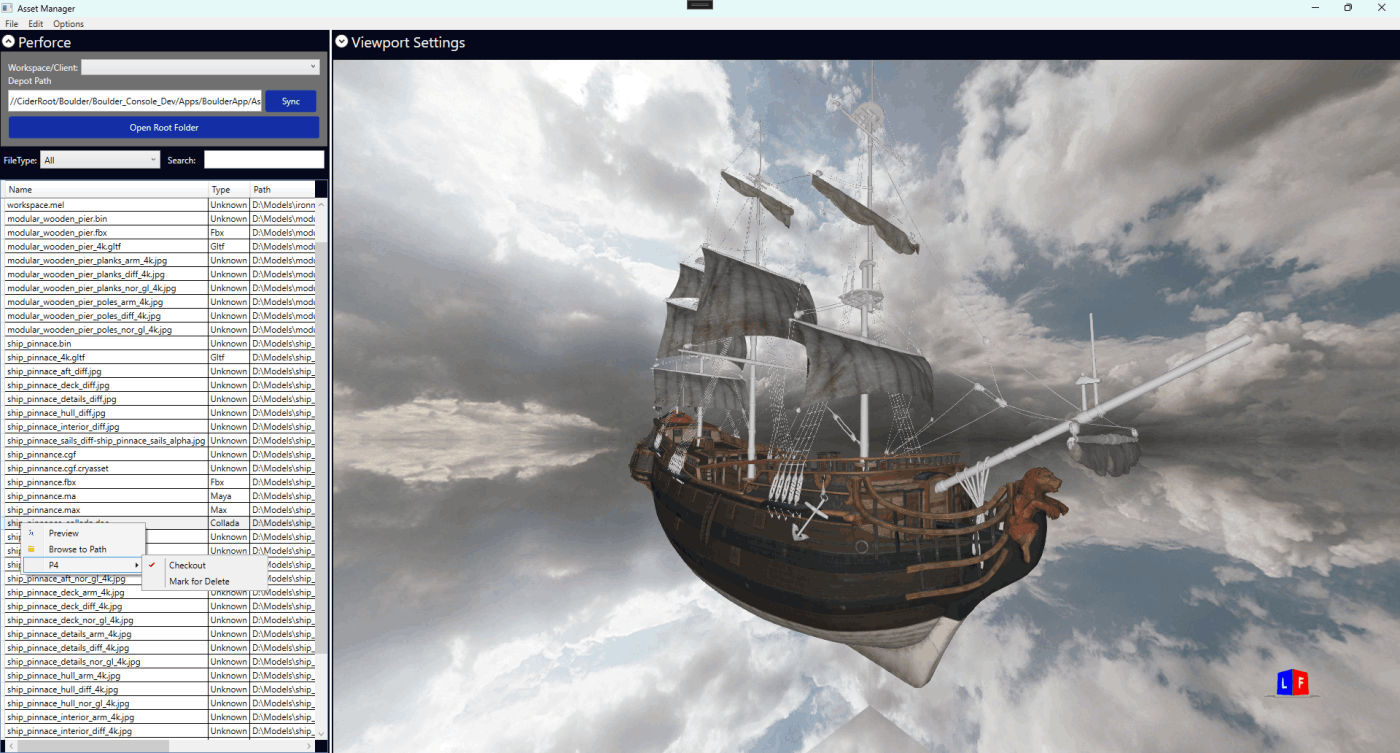 Asset Manager
File Edit Options
Perforce
Workspace/Client:
Depot Path
//CiderRoot/Boulder/Boulder_Console_Dev/Apps/BoulderApp/As Sync
Open Root Folder
FileType: All Search:
Name Type Path
workspace.mel Unknown D:\Models\ironr
modular_wooden_pier.bin Unknown D:\Models\modu
modular_wooden_pier.fbx Fbx D:\Models\modu
modular_wooden_pier_4k.gltf Gltf D:\Models\modu
modular_wooden_pier_planks_arm_4k.jpg Unknown D:\Models\modu
modular_wooden_pier_planks_diff_4k.jpg Unknown D:\Models\modu
modular_wooden_pier_planks_nor_gl_4k.jpg Unknown D:\Models\modu
modular_wooden_pier_poles_arm_4k.jpg Unknown D:\Models\modu
modular_wooden_pier_poles_diff_4k.jpg Unknown D:\Models\modu
modular_wooden_pier_poles_nor_gl_4k.jpg Unknown D:\Models\modu
ship_pinnace.bin Unknown D:\Models\ship_
ship_pinnace_4k.gltf Gltf D:\Models\ship_
ship_pinnace_aft_diff.jpg Unknown D:\Models\ship_
ship_pinnace_deck_diff.jpg Unknown D:\Models\ship_
ship_pinnace_details_diff.jpg Unknown D:\Models\ship_
ship_pinnace_hull_diff.jpg Unknown D:\Models\ship_
ship_pinnace_interior_diff.jpg Unknown D:\Models\ship_
ship_pinnace_sails_diff-ship_pinnace_sails_alpha.jpg Unknown D:\Models\ship_
ship_pinnance.cgf Unknown D:\Models\ship_
ship_pinnance.cgf.cryasset Unknown D:\Models\ship_
ship_pinnance.fbx Fbx D:\Models\ship_
ship_pinnance.ma Maya D:\Models\ship_
ship_pinnance.max Max D:\Models\ship_
Collada D:\Models\ship_
ship Unknown D:\Models\ship_
ship Unknown D:\Models\ship_
ship
ship_pinnace_aft_nor_gl_4k.jpg
ship_pinnace_deck_arm_4k.jpg Unknown D:\Models\ship_
ship_pinnace_deck_diff_4k.jpg Unknown D:\Models\ship_
ship_pinnace_deck_nor_gl_4k.jpg Unknown D:\Models\ship_
ship_pinnace_details_arm_4k.jpg Unknown D:\Models\ship_
ship_pinnace_details_diff_4k.jpg Unknown D:\Models\ship_
ship_pinnace_details_nor_gl_4k.jpg Unknown D:\Models\ship_
ship_pinnace_hull_arm_4k.jpg Unknown D:\Models\ship_
ship_pinnace_hull_diff_4k.jpg Unknown D:\Models\ship_
ship_pinnace_hull_nor_gl_4k.jpg Unknown D:\Models\ship_
ship_pinnace_interior_arm_4k.jpg Unknown D:\Models\ship_
ship_pinnace_interior_diff_4k.jpg Unknown D:\Models\ship_
Preview
Browse to Path
P4
Checkout
Mark for Delete
Viewport Settings
L F